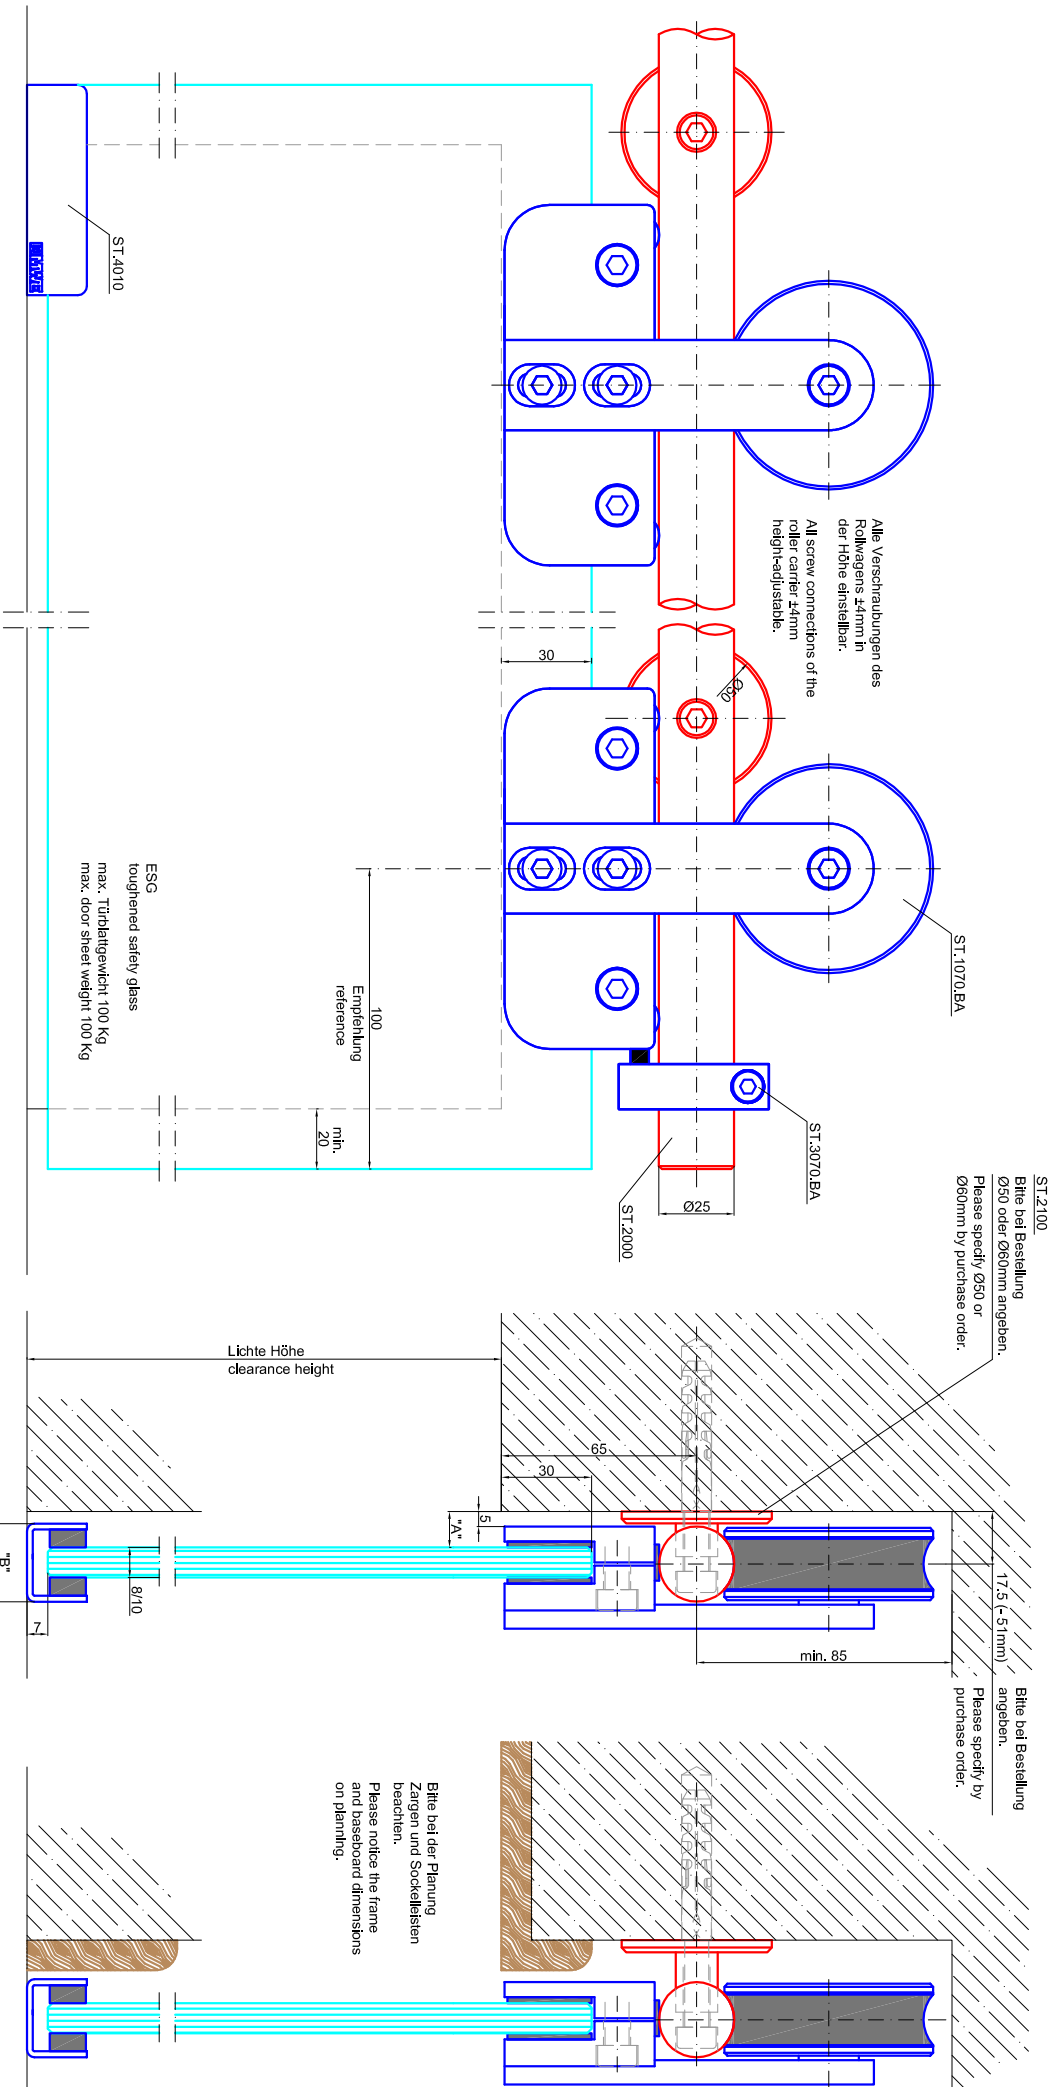 ST.2100
Bitte bei Bestellung
Ø50 oder Ø60mm angeben.
Please specify Ø50 or
Ø60mm by purchase order.
17.5 (- 51mm)
Bitte bei Bestellung
angeben.
Please specify by
purchase order.
ST.1070.BA
Alle Verschraubungen des
Rollwagens ±4mm in
der Höhe einstellbar.
All screw connections of the
roller carrier ±4mm
height-adjustable.
Ø50
ST.3070.BA
Ø25
ST.2000
min. 85
65
30
30
5
"A"
100
Empfehlung
reference
min.
20
Lichte Höhe
clearance height
Bitte bei der Planung
Zargen und Sockelleisten
beachten.
Please notice the frame
and baseboard dimensions
on planning.
ESG
toughened safety glass
max. Türblattgewicht 100 Kg
max. door sheet weight 100 Kg
ST.4010
8/10
7
"B"